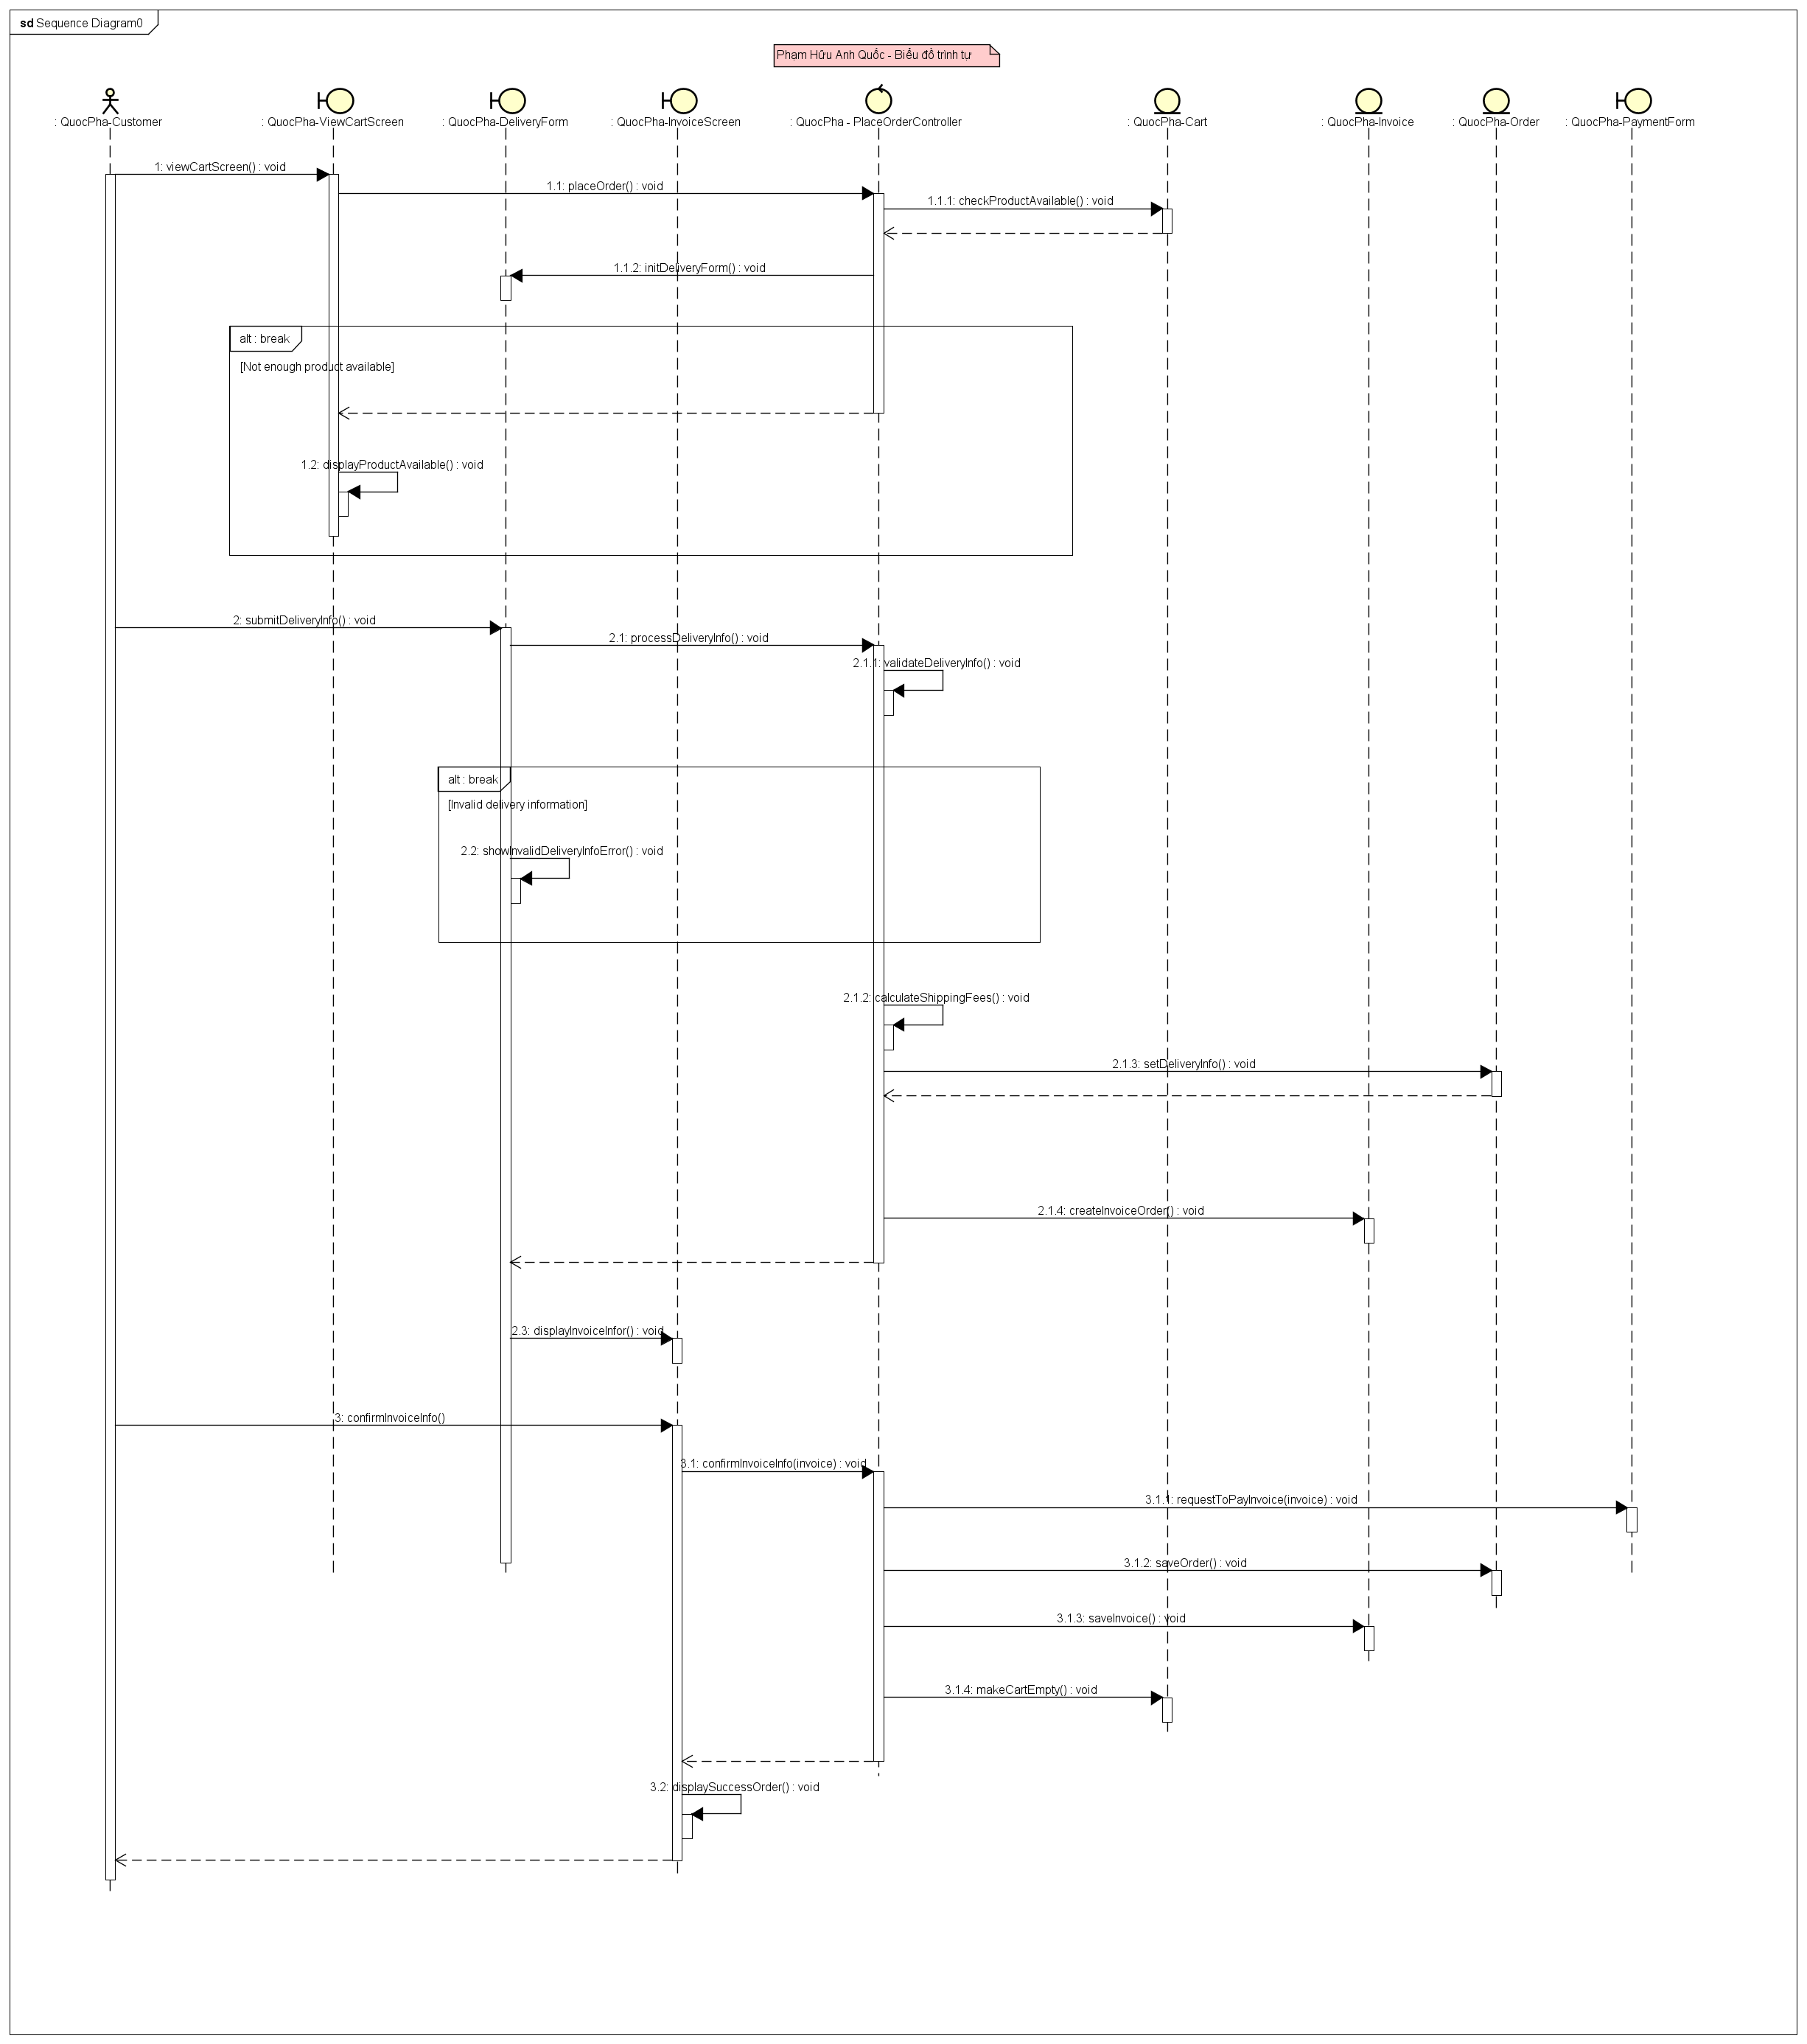 sd Sequence Diagram0
Phạm Hữu Anh Quốc - Biểu đồ trình tự
: QuocPha-Customer
: QuocPha-ViewCartScreen
: QuocPha-DeliveryForm
: QuocPha-InvoiceScreen
: QuocPha - PlaceOrderController
: QuocPha-Cart
: QuocPha-Invoice
: QuocPha-Order
: QuocPha-PaymentForm
1: viewCartScreen() : void
1.1: placeOrder() : void
1.1.1: checkProductAvailable() : void
1.1.2: initDeliveryForm() : void
alt : break
[Not enough product available]
1.2: displayProductAvailable() : void
2: submitDeliveryInfo() : void
2.1: processDeliveryInfo() : void
2.1.1: validateDeliveryInfo() : void
alt : break
[Invalid delivery information]
2.2: showInvalidDeliveryInfoError() : void
2.1.2: calculateShippingFees() : void
2.1.3: setDeliveryInfo() : void
2.1.4: createInvoiceOrder() : void
2.3: displayInvoiceInfor() : void
3: confirmInvoiceInfo()
3.1: confirmInvoiceInfo(invoice) : void
3.1.1: requestToPayInvoice(invoice) : void
3.1.2: saveOrder() : void
3.1.3: saveInvoice() : void
3.1.4: makeCartEmpty() : void
3.2: displaySuccessOrder() : void